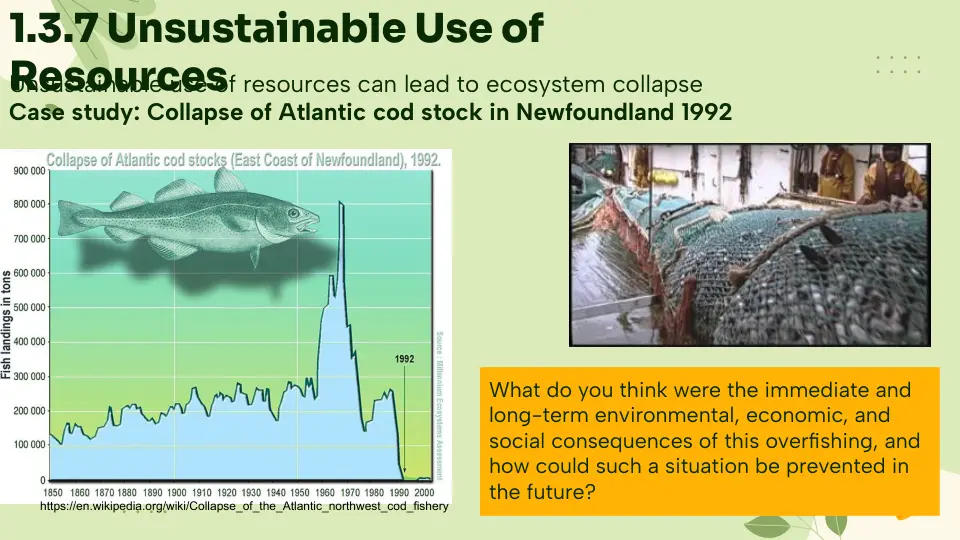 1.3.7 Unsustainable Use of
Resources
Unsustainable use of resources can lead to ecosystem collapse
Case study: Collapse of Atlantic cod stock in Newfoundland 1992
Collapse of Atlantic cod stocks (East Coast of Newfoundland), 1992.
900 000
800 000
700 000
600 000
500 000
400 000
300 000
200 000
100 000
0
Fish landings in tons
1992
Source : Millennium Ecosystems Assessment
1850 1860 1870 1880 1890 1900 1910 1920 1930 1940 1950 1960 1970 1980 1990 2000
https://en.wikipedia.org/wiki/Collapse_of_the_Atlantic_northwest_cod_fishery
What do you think were the immediate and
long-term environmental, economic, and
social consequences of this overfishing, and
how could such a situation be prevented in
the future?